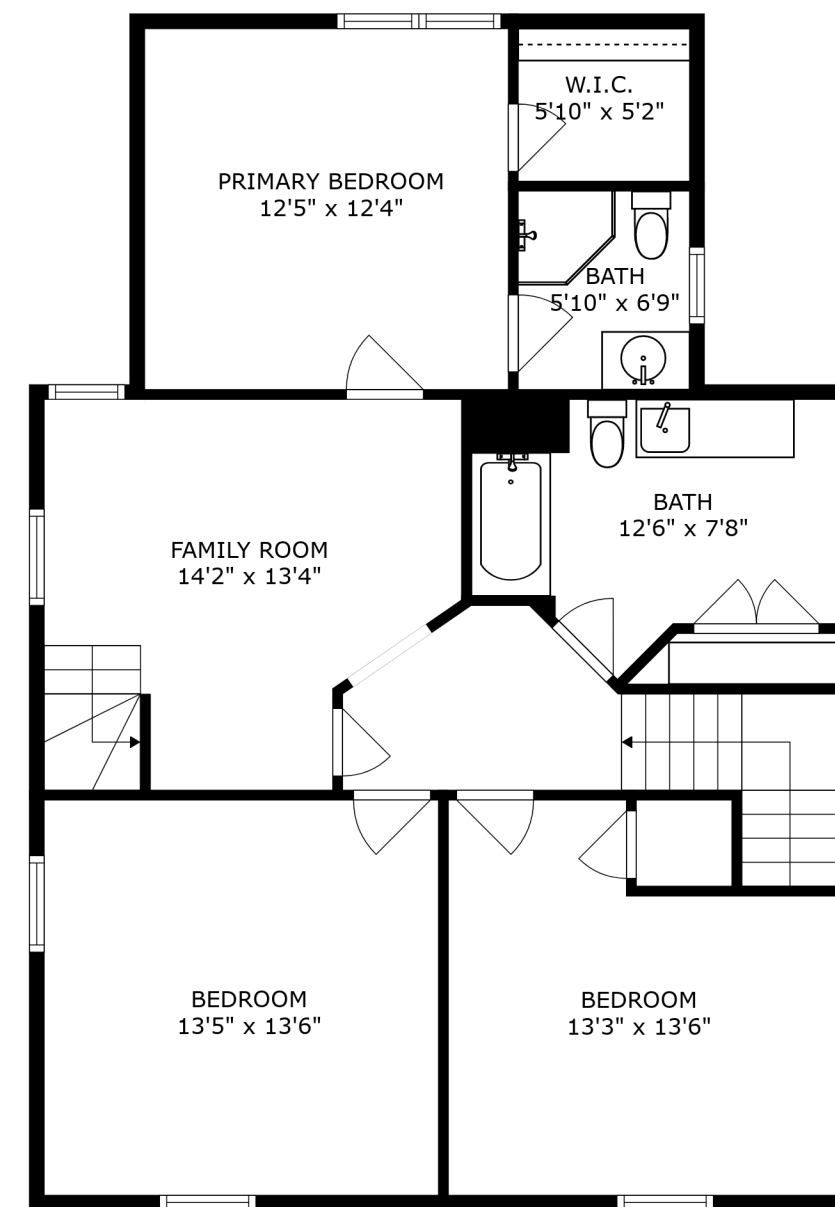 W.I.C.
5'10" x 5'2"
PRIMARY BEDROOM
12'5" x 12'4"
BATH
5'10" x 6'9"
BATH
12'6" x 7'8"
FAMILY ROOM
14'2" x 13'4"
BEDROOM
13'5" x 13'6"
BEDROOM
13'3" x 13'6"